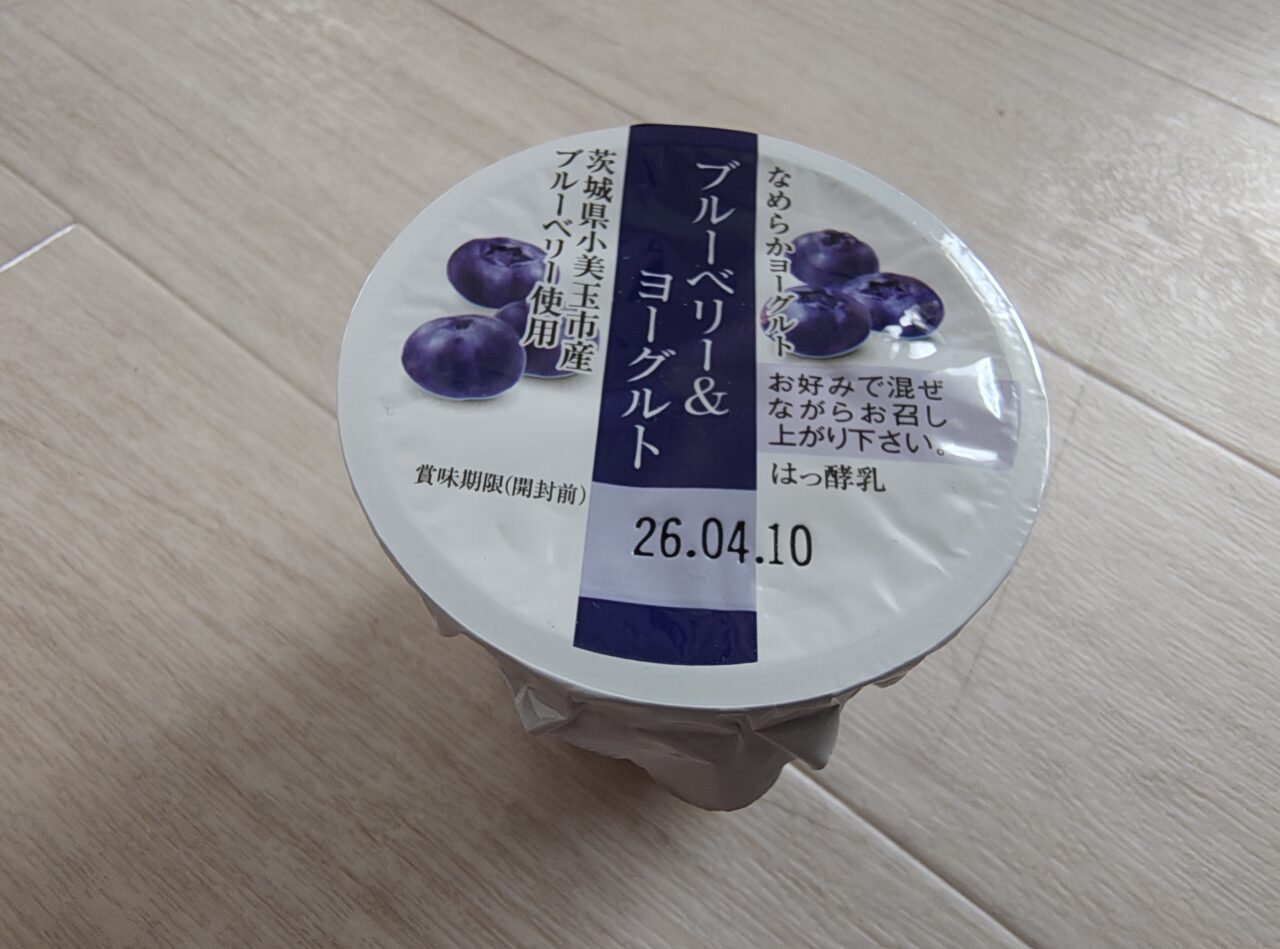 なめらかヨーグルト
ブルーベリー&
ヨーグルト
茨城県小美玉市産
ブルーベリー使用
お好みで混ぜ
ながらお召し
上がり下さい。
はっ酵乳
賞味期限(開封前)
26.04.10